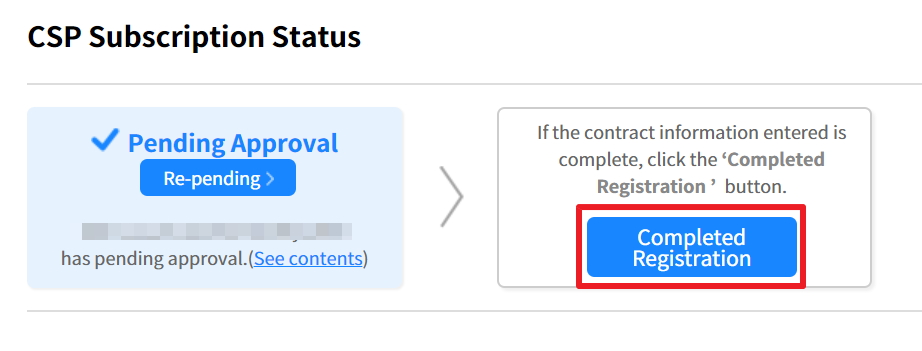 CSP Subscription Status
Pending Approval
Re-pending >
has pending approval.(See contents)
If the contract information entered is
complete, click the ‘Completed
Registration ’ button.
Completed
Registration